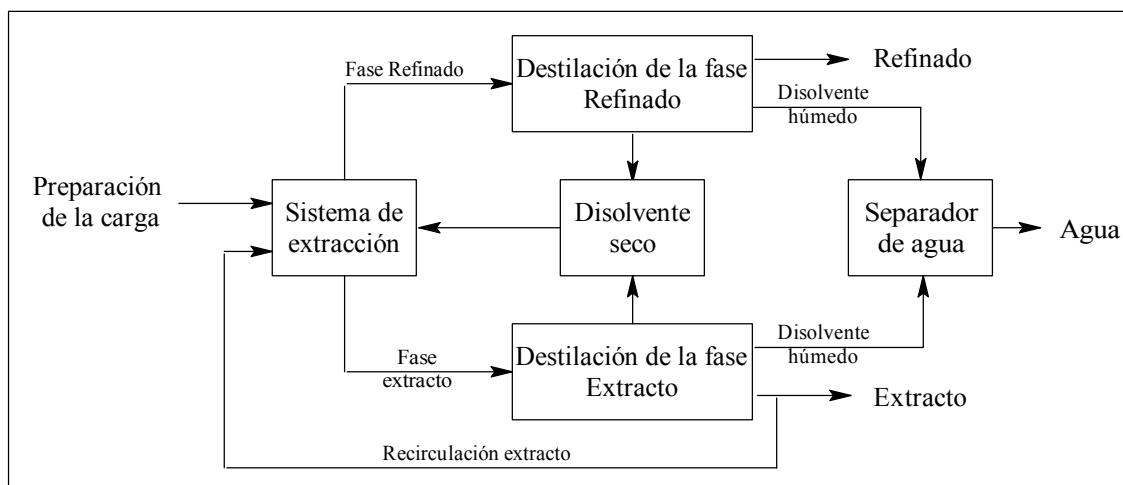 Fase Refinado
Destilación de la fase
Refinado
Refinado
Disolvente
húmedo
Preparación
de la carga
Sistema de
extracción
Disolvente
seco
Separador
de agua
Agua
Fase
extracto
Destilación de la fase
Extracto
Disolvente
húmedo
Extracto
Recirculación extracto